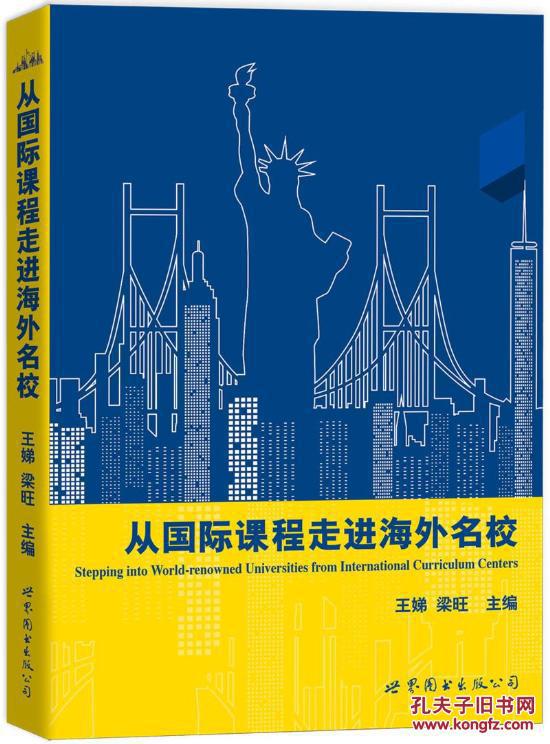 从国际课程走进海外名校
王娣 梁旺 主编
世界图书出版公司
从国际课程走进海外名校
Stepping into World-renowned Universities from International Curriculum Centers
王娣 梁旺 主编
世界图书出版公司
孔夫子旧书网
www.kongfz.com